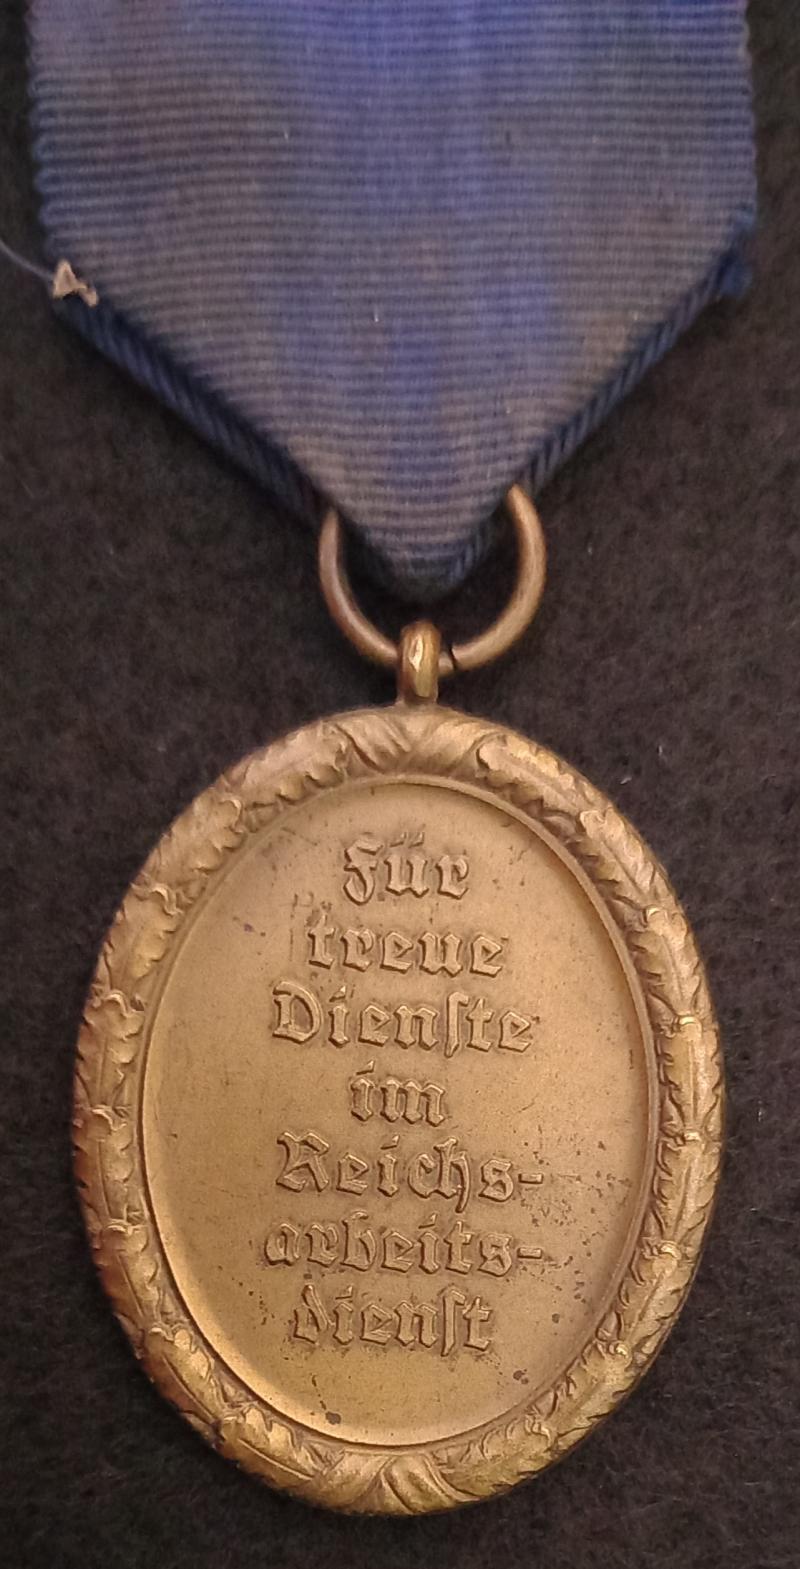 Für
treue
Dienſte
im
Reichs-
arbeits-
dienſt